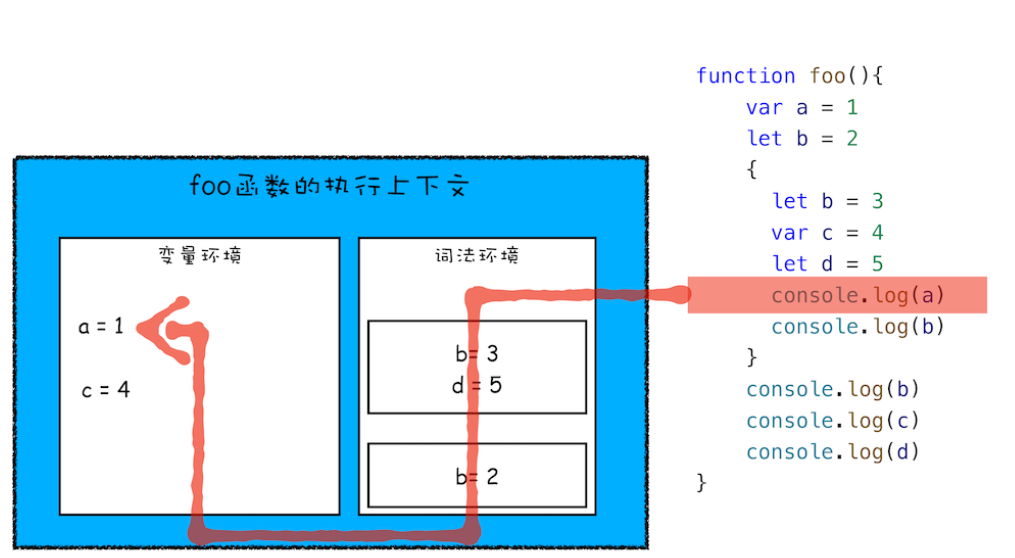 foo函数的执行上下文
变量环境
a = 1
c = 4
词法环境
b= 3
d = 5
b= 2
function foo(){
    var a = 1
    let b = 2
    {
      let b = 3
      var c = 4
      let d = 5
      console.log(a)
      console.log(b)
    }
    console.log(b)
    console.log(c)
    console.log(d)
}